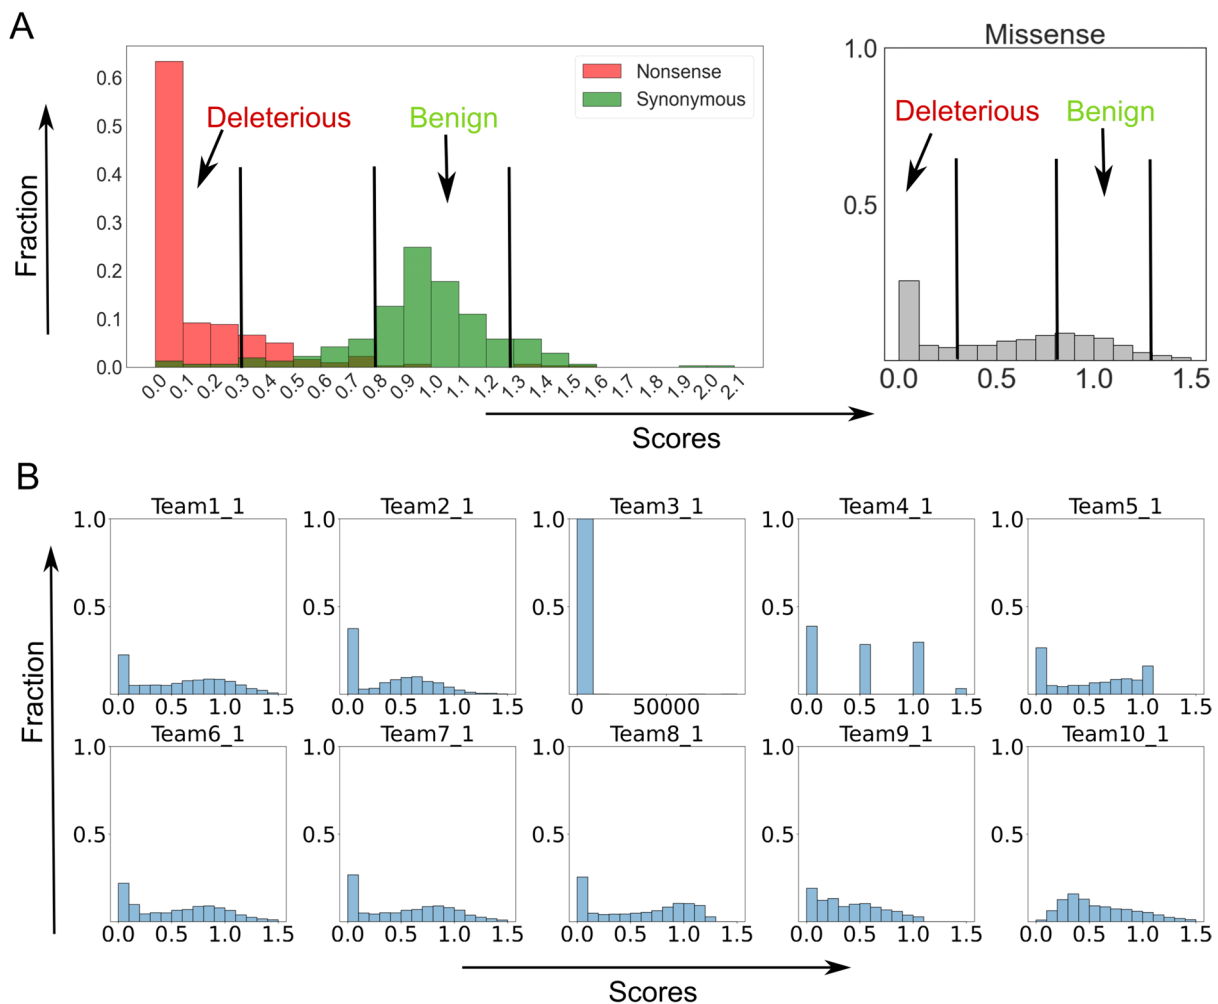 A
Missense
Nonsense
Synonymous
Deleterious
Benign
Deleterious
Benign
Fraction
0.6
0.5
0.4
0.3
0.2
0.1
0.0
0.0 0.1 0.2 0.3 0.4 0.5 0.6 0.7 0.8 0.9 1.0 1.1 1.2 1.3 1.4 1.5 1.6 1.7 1.8 1.9 2.0 2.1
1.0
0.5
0.0 0.5 1.0 1.5
Scores
B
Team1_1 Team2_1 Team3_1 Team4_1 Team5_1
1.0 1.0 1.0 1.0 1.0
0.5 0.5 0.5 0.5 0.5
0.0 0.5 1.0 1.5 0.0 0.5 1.0 1.5 0 50000 0.0 0.5 1.0 1.5 0.0 0.5 1.0 1.5
Fraction
Team6_1 Team7_1 Team8_1 Team9_1 Team10_1
1.0 1.0 1.0 1.0 1.0
0.5 0.5 0.5 0.5 0.5
0.0 0.5 1.0 1.5 0.0 0.5 1.0 1.5 0.0 0.5 1.0 1.5 0.0 0.5 1.0 1.5 0.0 0.5 1.0 1.5
Scores